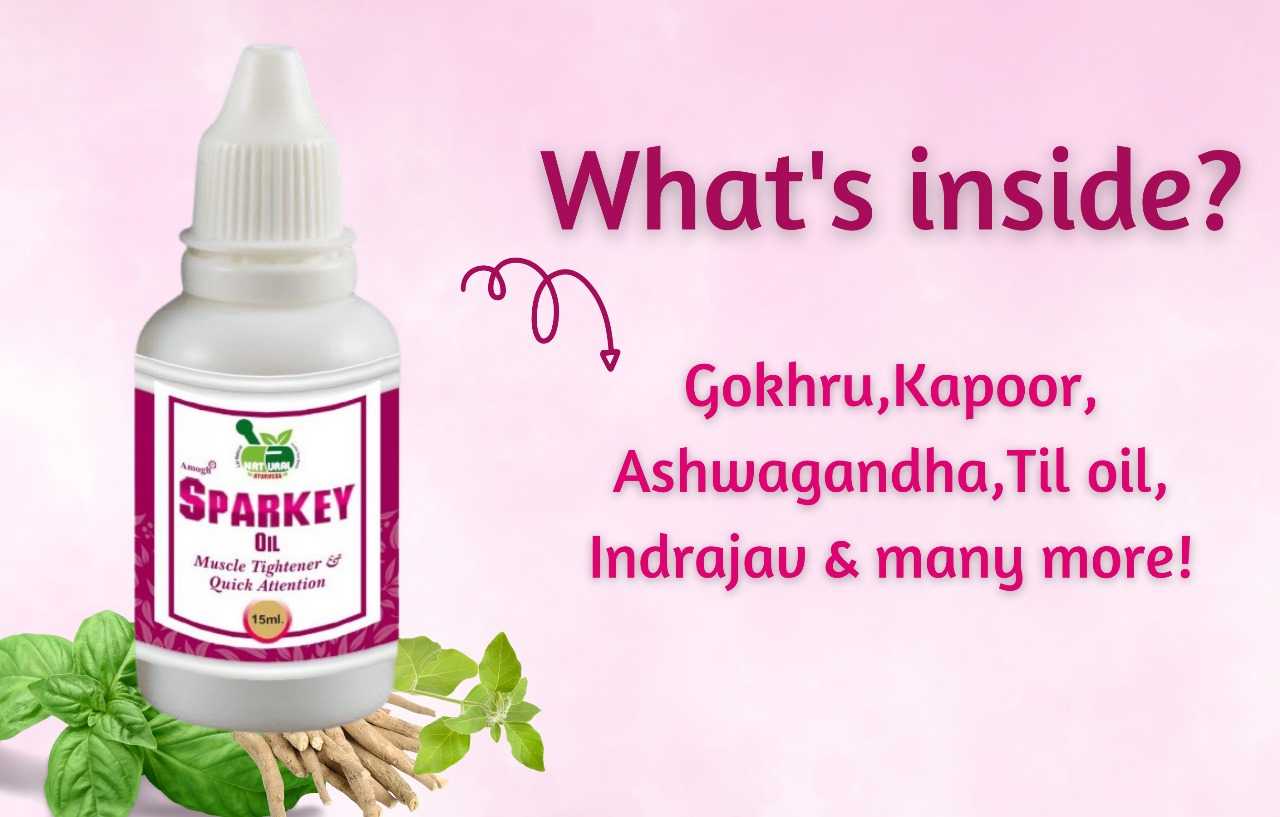 What's inside?
Gokhru,Kapoor,
Ashwagandha,Til oil,
Indrajav & many more!
NATURAL
AYURVEDA
Amogh
SPARKEY
OIL
Muscle Tightener &
Quick Attention
15ml.